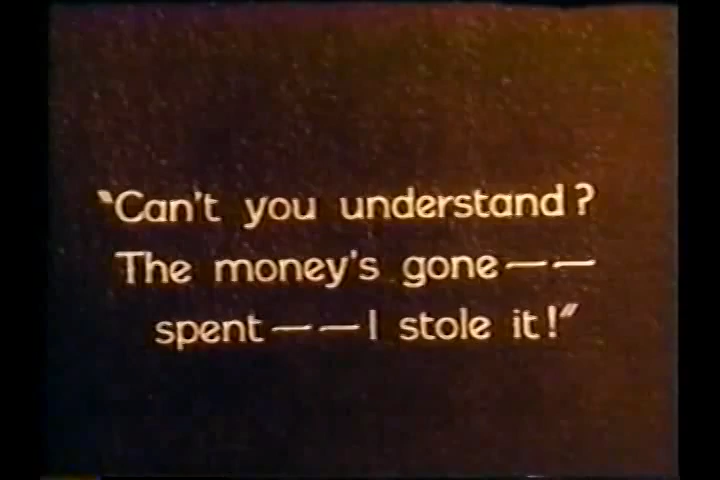 "Can't you understand?
The money's gone——
spent——I stole it!"